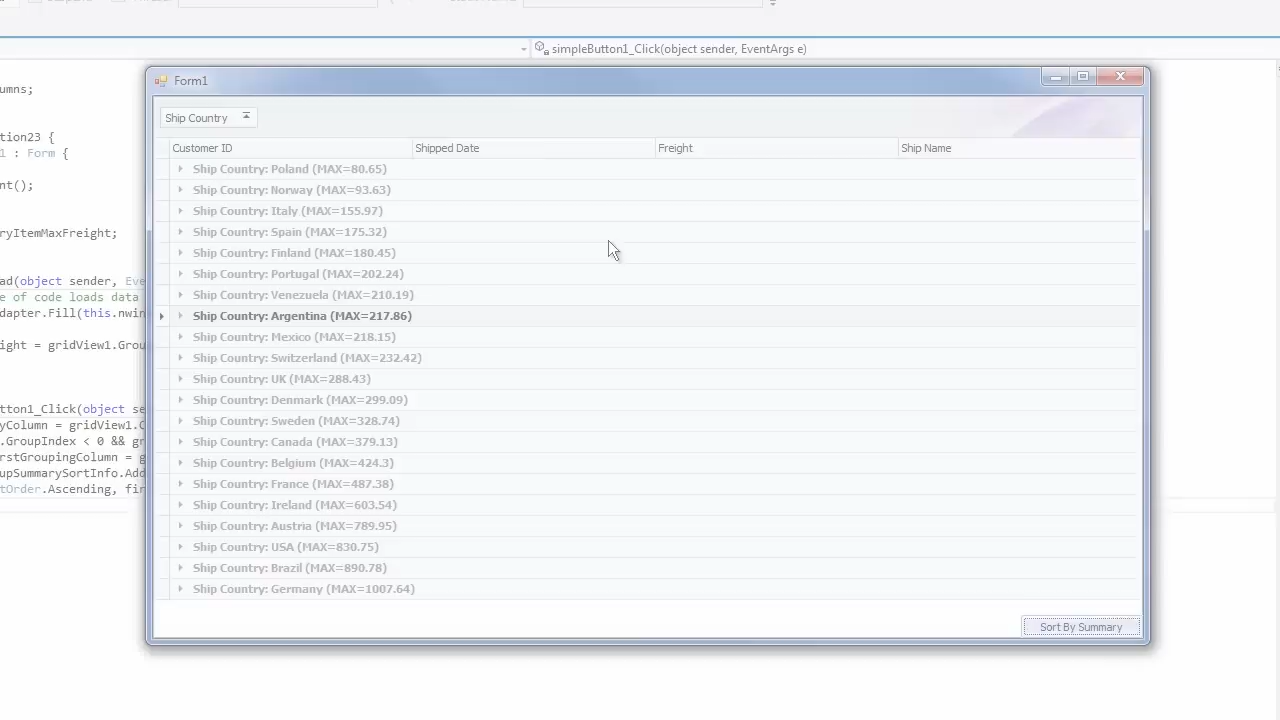 simpleButton1_Click(object sender, EventArgs e)
Form1
umns;
Ship Country
tion23 {
1 : Form {
Customer ID Shipped Date Freight Ship Name
Ship Country: Poland (MAX=80.65)
nt();
Ship Country: Norway (MAX=93.63)
Ship Country: Italy (MAX=155.97)
ryItemMaxFreight;
Ship Country: Spain (MAX=175.32)
Ship Country: Finland (MAX=180.45)
Ship Country: Portugal (MAX=202.24)
ad(object sender, Eve
e of code loads data
Ship Country: Venezuela (MAX=210.19)
dapter.Fill(this.nwin
Ship Country: Argentina (MAX=217.86)
Ship Country: Mexico (MAX=218.15)
ight = gridView1.Grou
Ship Country: Switzerland (MAX=232.42)
Ship Country: UK (MAX=288.43)
Ship Country: Denmark (MAX=299.09)
tton1_Click(object se
Ship Country: Sweden (MAX=328.74)
yColumn = gridView1.C
.GroupIndex < 0 && gr
Ship Country: Canada (MAX=379.13)
rstGroupingColumn = g
Ship Country: Belgium (MAX=424.3)
upSummarySortInfo.Add
Ship Country: France (MAX=487.38)
tOrder.Ascending, fir
Ship Country: Ireland (MAX=603.54)
Ship Country: Austria (MAX=789.95)
Ship Country: USA (MAX=830.75)
Ship Country: Brazil (MAX=890.78)
Ship Country: Germany (MAX=1007.64)
Sort By Summary